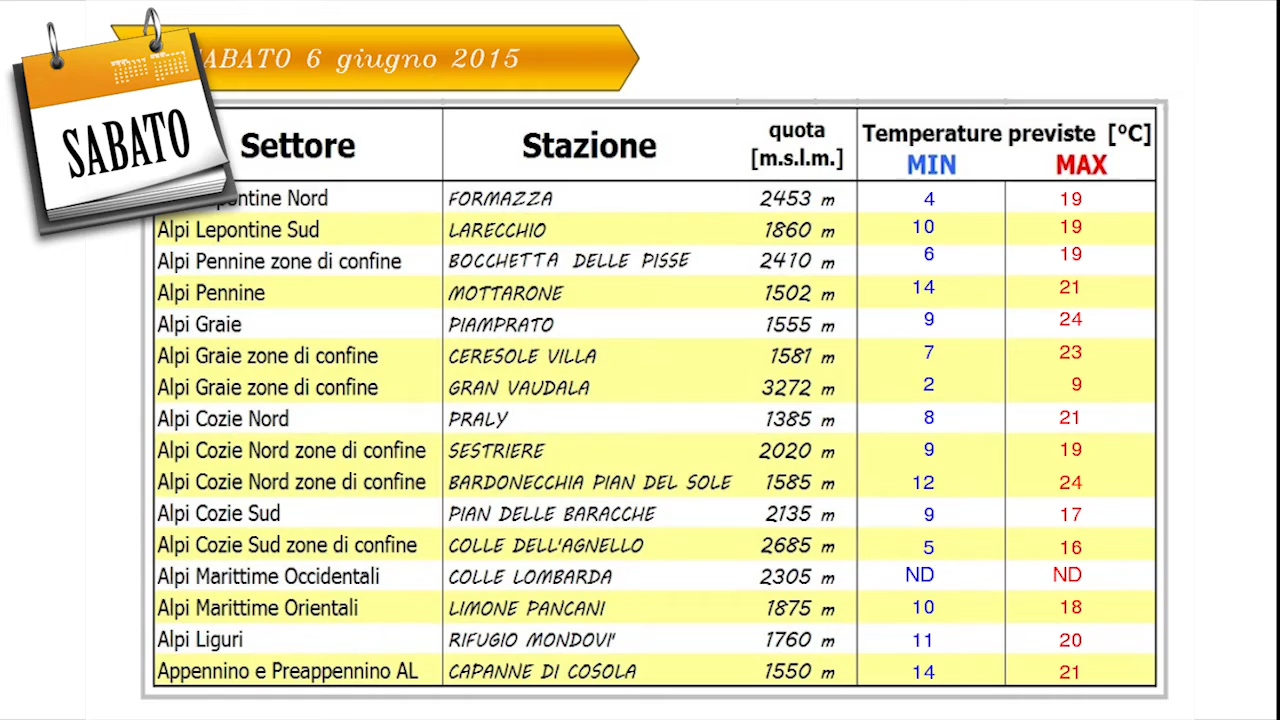 SABATO 6 giugno 2015
SABATO
Settore Stazione quota [m.s.l.m.] Temperature previste [°C] MIN MAX
Nord FORMAZZA 2453 m 4 19
Alpi Lepontine Sud LARECCHIO 1860 m 10 19
Alpi Pennine zone di confine BOCCHETTA DELLE PISSE 2410 m 6 19
Alpi Pennine MOTTARONE 1502 m 14 21
Alpi Graie PIAMPRATO 1555 m 9 24
Alpi Graie zone di confine CERESOLE VILLA 1581 m 7 23
Alpi Graie zone di confine GRAN VAUDALA 3272 m 2 9
Alpi Cozie Nord PRALY 1385 m 8 21
Alpi Cozie Nord zone di confine SESTRIERE 2020 m 9 19
Alpi Cozie Nord zone di confine BARDONECCHIA PIAN DEL SOLE 1585 m 12 24
Alpi Cozie Sud PIAN DELLE BARACCHE 2135 m 9 17
Alpi Cozie Sud zone di confine COLLE DELL'AGNELLO 2685 m 5 16
Alpi Marittime Occidentali COLLE LOMBARDA 2305 m ND ND
Alpi Marittime Orientali LIMONE PANCANI 1875 m 10 18
Alpi Liguri RIFUGIO MONDOVI' 1760 m 11 20
Appennino e Preappennino AL CAPANNE DI COSOLA 1550 m 14 21